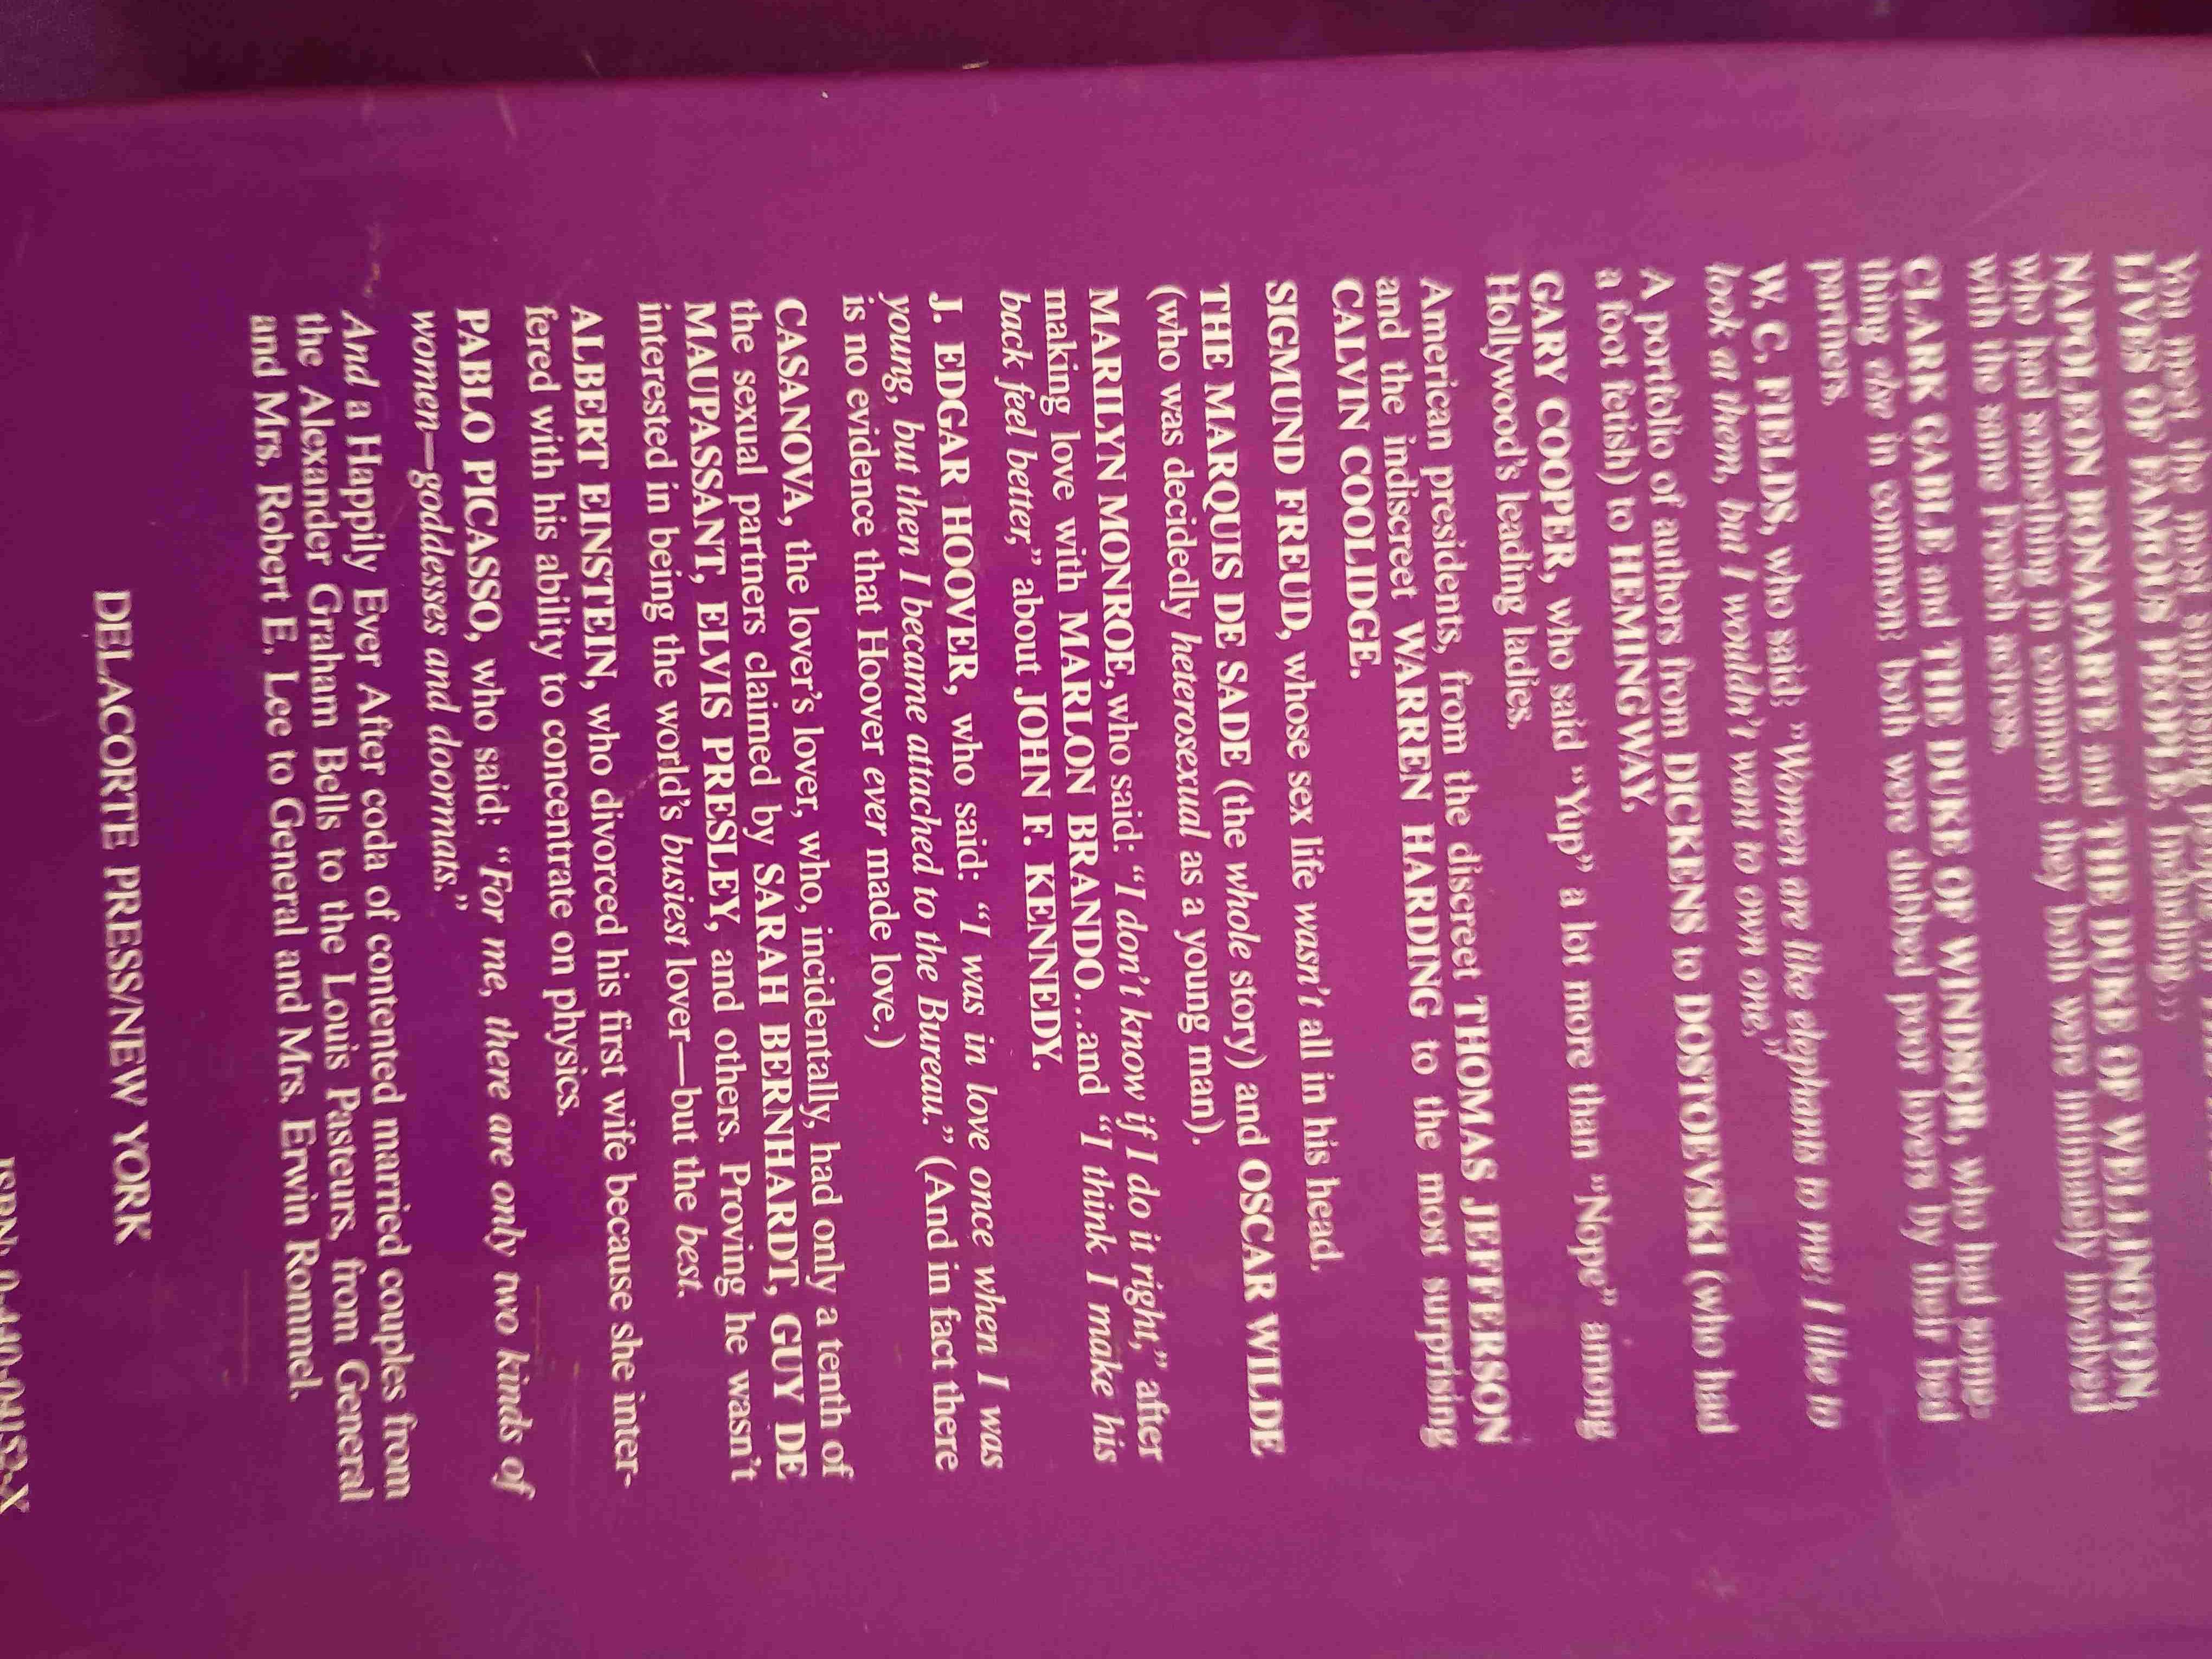 You meet the most surprising
LIVES OF FAMOUS PEOPLE, including:
NAPOLEON BONAPARTE and THE DUKE OF WELLINGTON,
who had something in common: they both were intimately involved
with the same French actress.
CLARK GABLE and THE DUKE OF WINDSOR, who had some-
thing else in common: both were dubbed poor lovers by their bed
partners.
W. C. FIELDS, who said: "Women are like elephants to me: I like to
look at them, but I wouldn't want to own one."
A portfolio of authors from DICKENS to DOSTOEVSKI (who had
a foot fetish) to HEMINGWAY.
GARY COOPER, who said "Yup" a lot more than "Nope" among
Hollywood's leading ladies.
American presidents, from the discreet THOMAS JEFFERSON
and the indiscreet WARREN HARDING to the most surprising
CALVIN COOLIDGE.
SIGMUND FREUD, whose sex life wasn't all in his head.
THE MARQUIS DE SADE (the whole story) and OSCAR WILDE
(who was decidedly heterosexual as a young man).
MARILYN MONROE, who said: "I don't know if I do it right," after
making love with MARLON BRANDO...and "I think I make his
back feel better," about JOHN F. KENNEDY.
J. EDGAR HOOVER, who said: "I was in love once when I was
young, but then I became attached to the Bureau." (And in fact there
is no evidence that Hoover ever made love.)
CASANOVA, the lover's lover, who, incidentally, had only a tenth of
the sexual partners claimed by SARAH BERNHARDT, GUY DE
MAUPASSANT, ELVIS PRESLEY, and others. Proving he wasn't
interested in being the world's busiest lover—but the best.
ALBERT EINSTEIN, who divorced his first wife because she inter-
fered with his ability to concentrate on physics.
PABLO PICASSO, who said: "For me, there are only two kinds of
women—goddesses and doormats."
And a Happily Ever After coda of contented married couples from
the Alexander Graham Bells to the Louis Pasteurs, from General
and Mrs. Robert E. Lee to General and Mrs. Erwin Rommel.
DELACORTE PRESS/NEW YORK